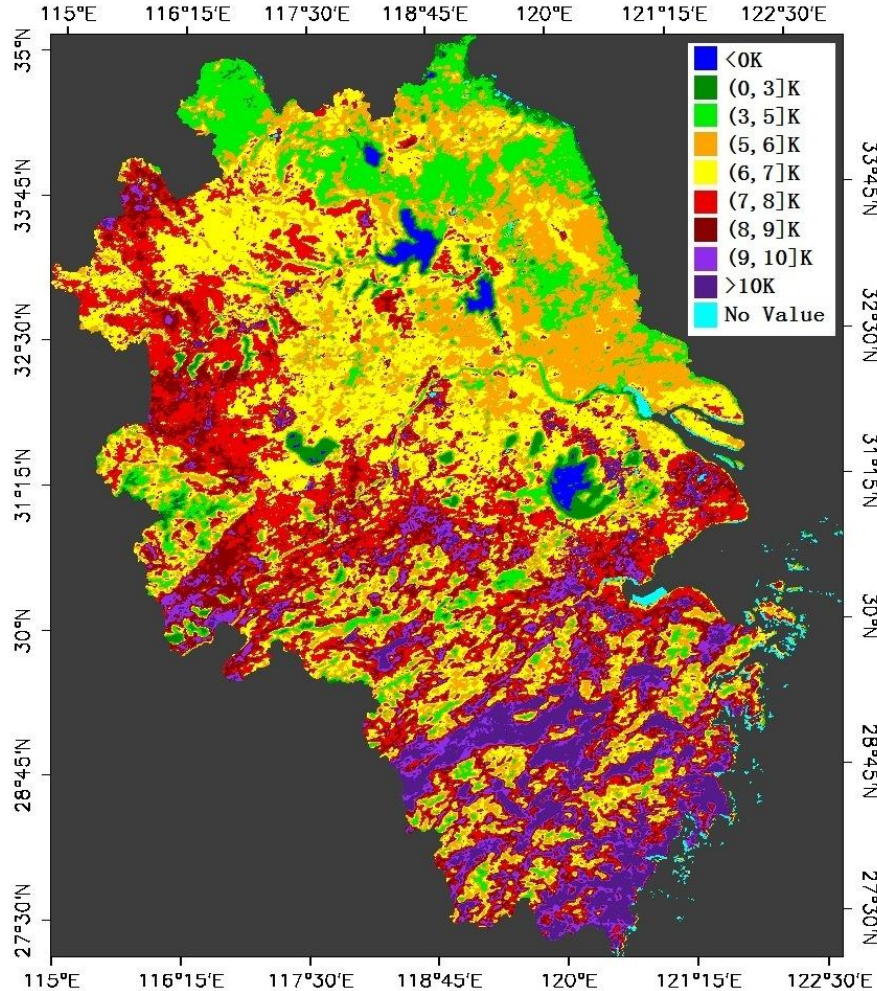 115°E 116°15'E 117°30'E 118°45'E 120°E 121°15'E 122°30'E
35°N
33°45'N
32°30'N
31°15'N
30°N
28°45'N
27°30'N
<0K
(0, 3]K
(3, 5]K
(5, 6]K
(6, 7]K
(7, 8]K
(8, 9]K
(9, 10]K
>10K
No Value
33°45'N
32°30'N
31°15'N
30°N
28°45'N
27°30'N
115°E 116°15'E 117°30'E 118°45'E 120°E 121°15'E 122°30'E